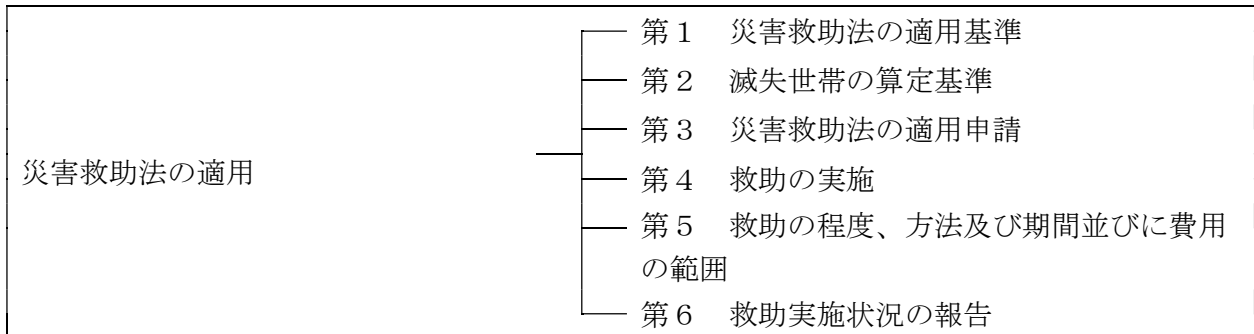 災害救助法の適用
第１　災害救助法の適用基準
第２　滅失世帯の算定基準
第３　災害救助法の適用申請
第４　救助の実施
第５　救助の程度、方法及び期間並びに費用
の範囲
第６　救助実施状況の報告